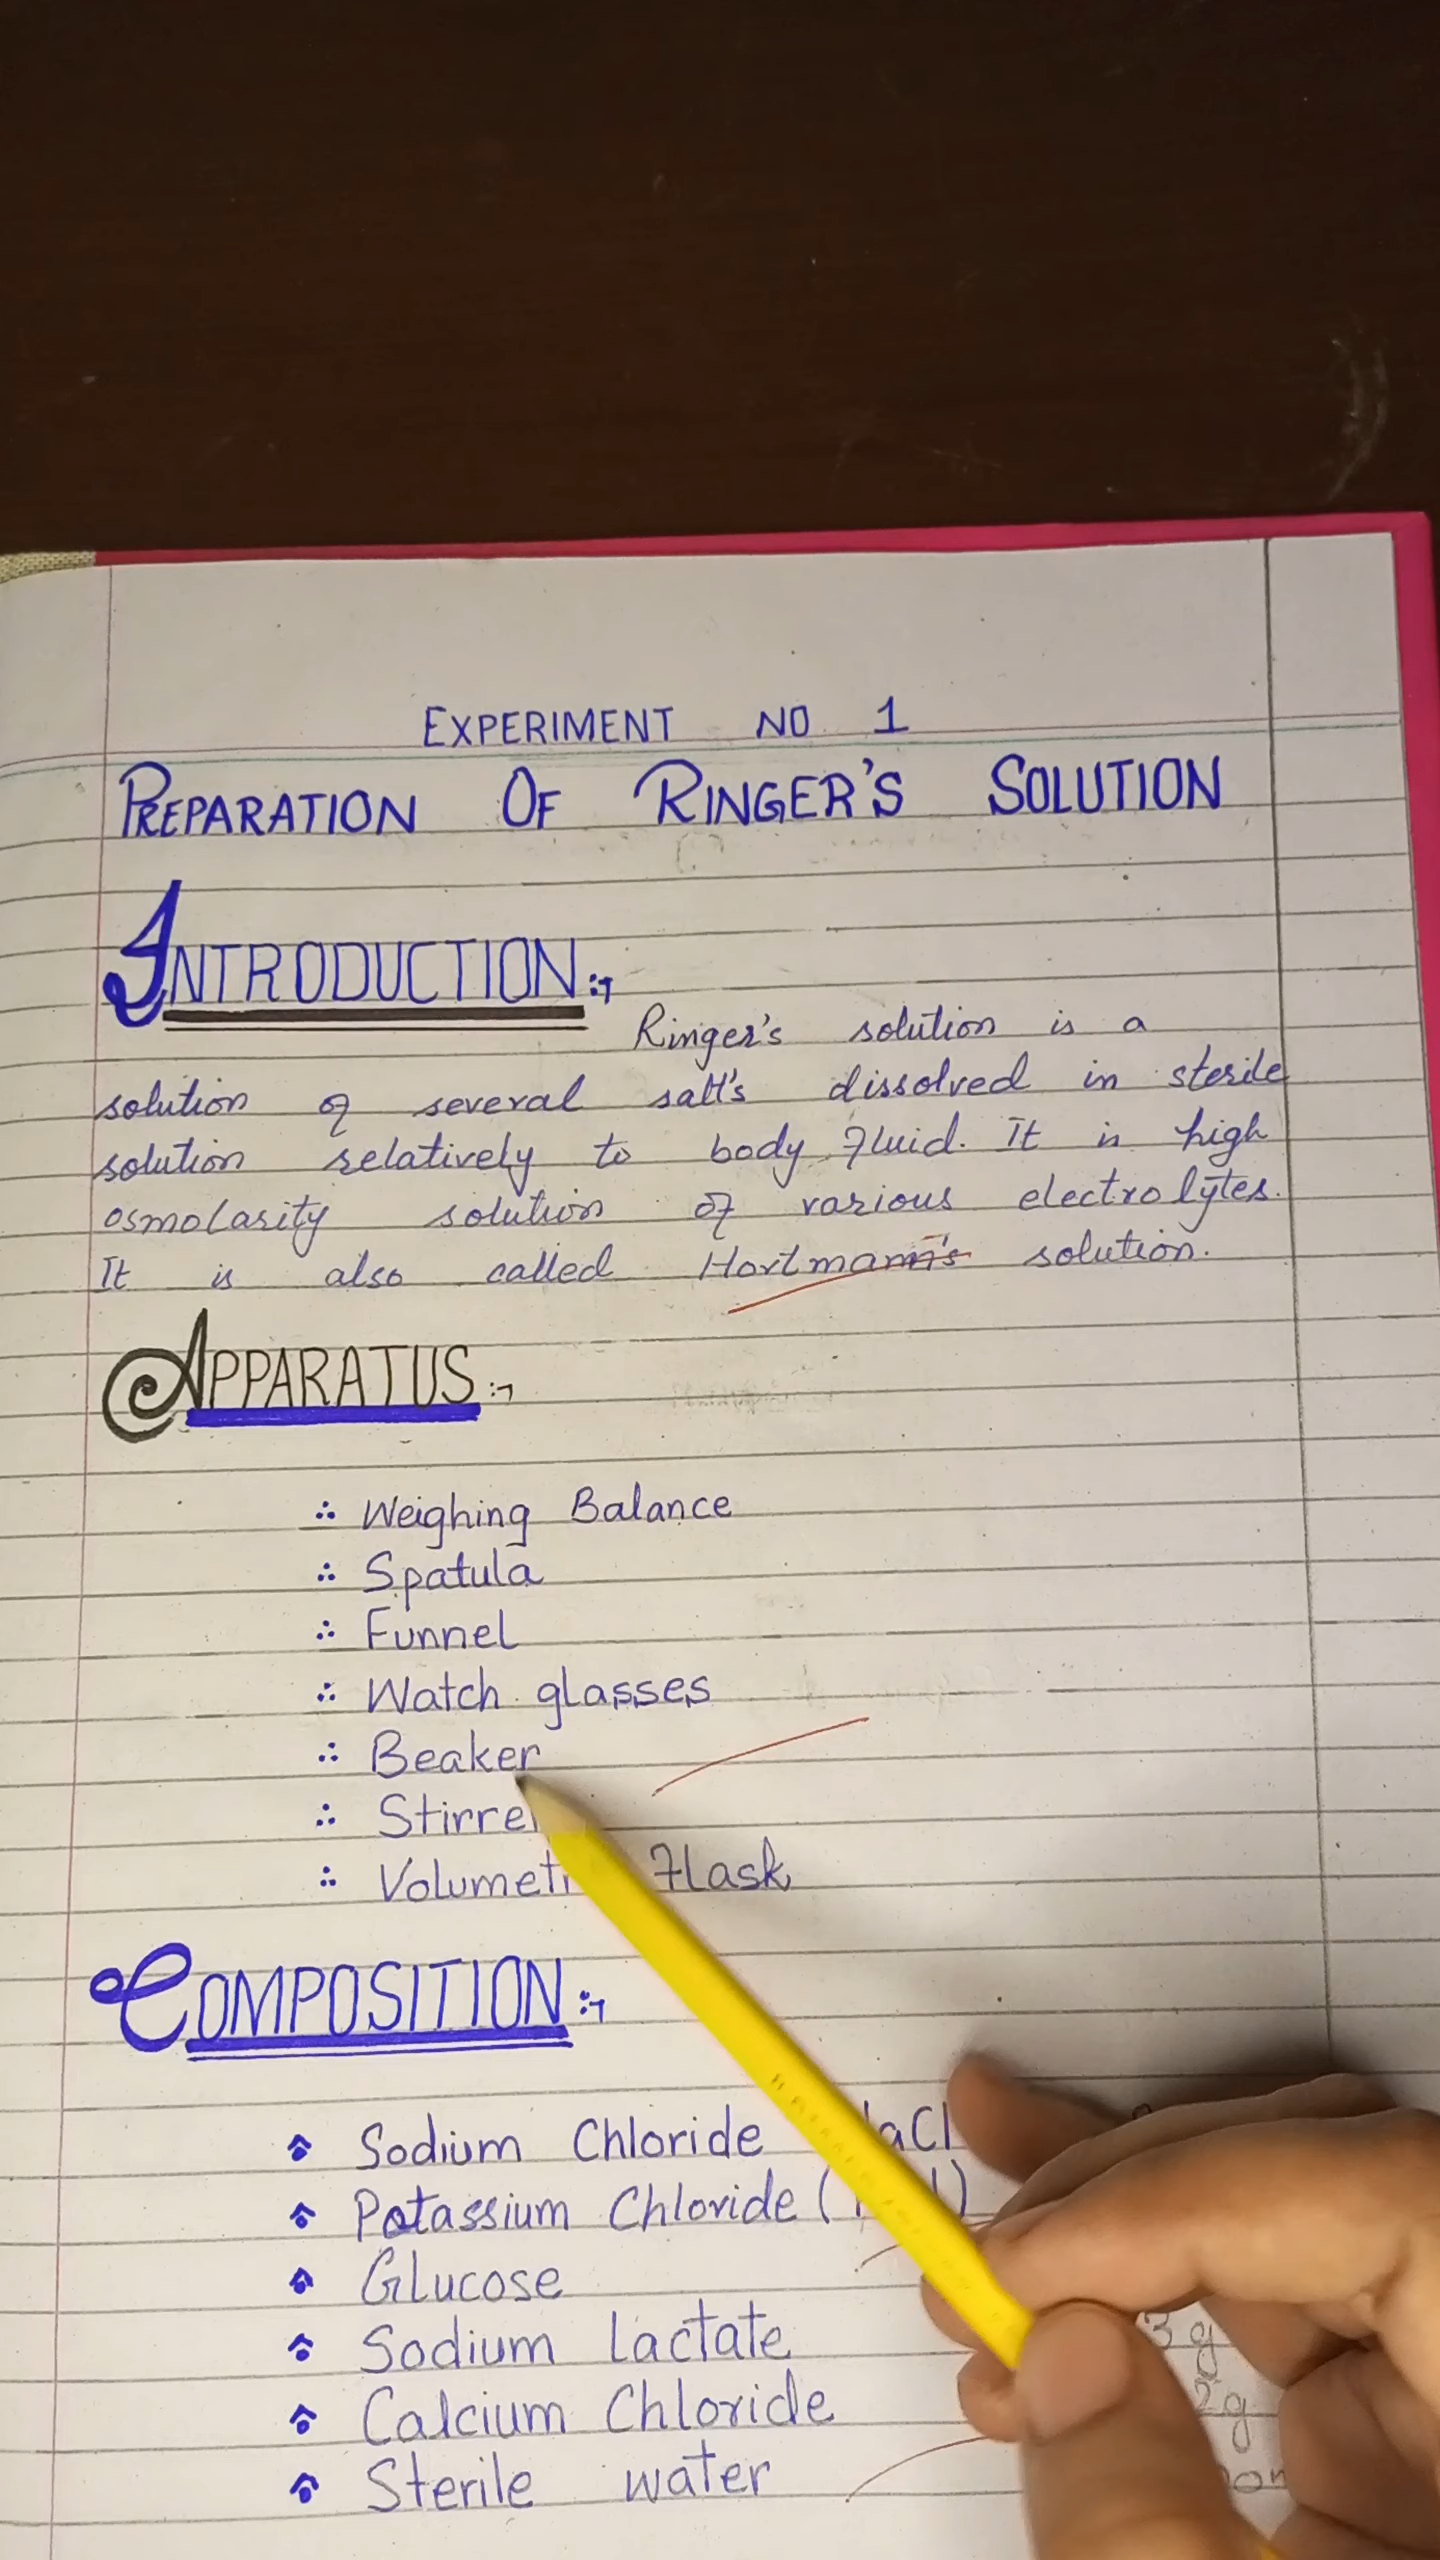 EXPERIMENT NO 1
PREPARATION OF RINGER'S SOLUTION
INTRODUCTION:-
Ringer's solution is a
solution of several salt's dissolved in sterile
solution relatively to body Fluid. It is high
osmolarity solution of various electrolytes.
It is also called Hartmann's solution.
APPARATUS:-
∴ Weighing Balance
∴ Spatula
∴ Funnel
∴ Watch glasses
∴ Beaker
∴ Stirre
∴ Volumet Flask
COMPOSITION:-
Sodium Chloride aCl
Potassium Chloride (
Glucose
Sodium Lactate 3g
Calcium Chloride 2g
Sterile water